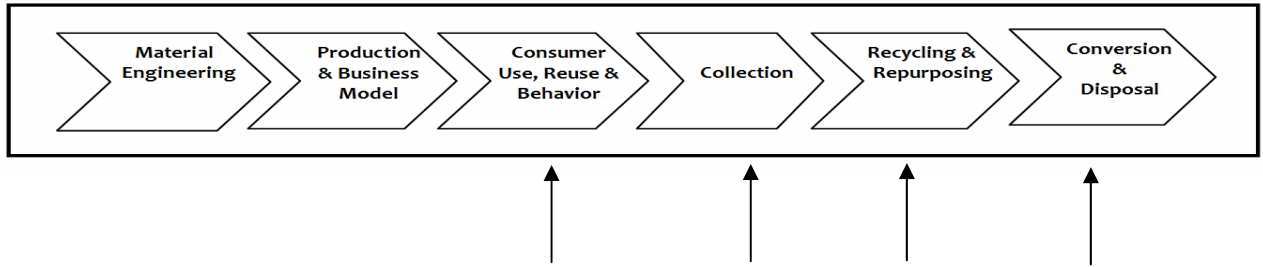 Material
Engineering
Production
& Business
Model
Consumer
Use, Reuse &
Behavior
Collection
Recycling &
Repurposing
Conversion
&
Disposal